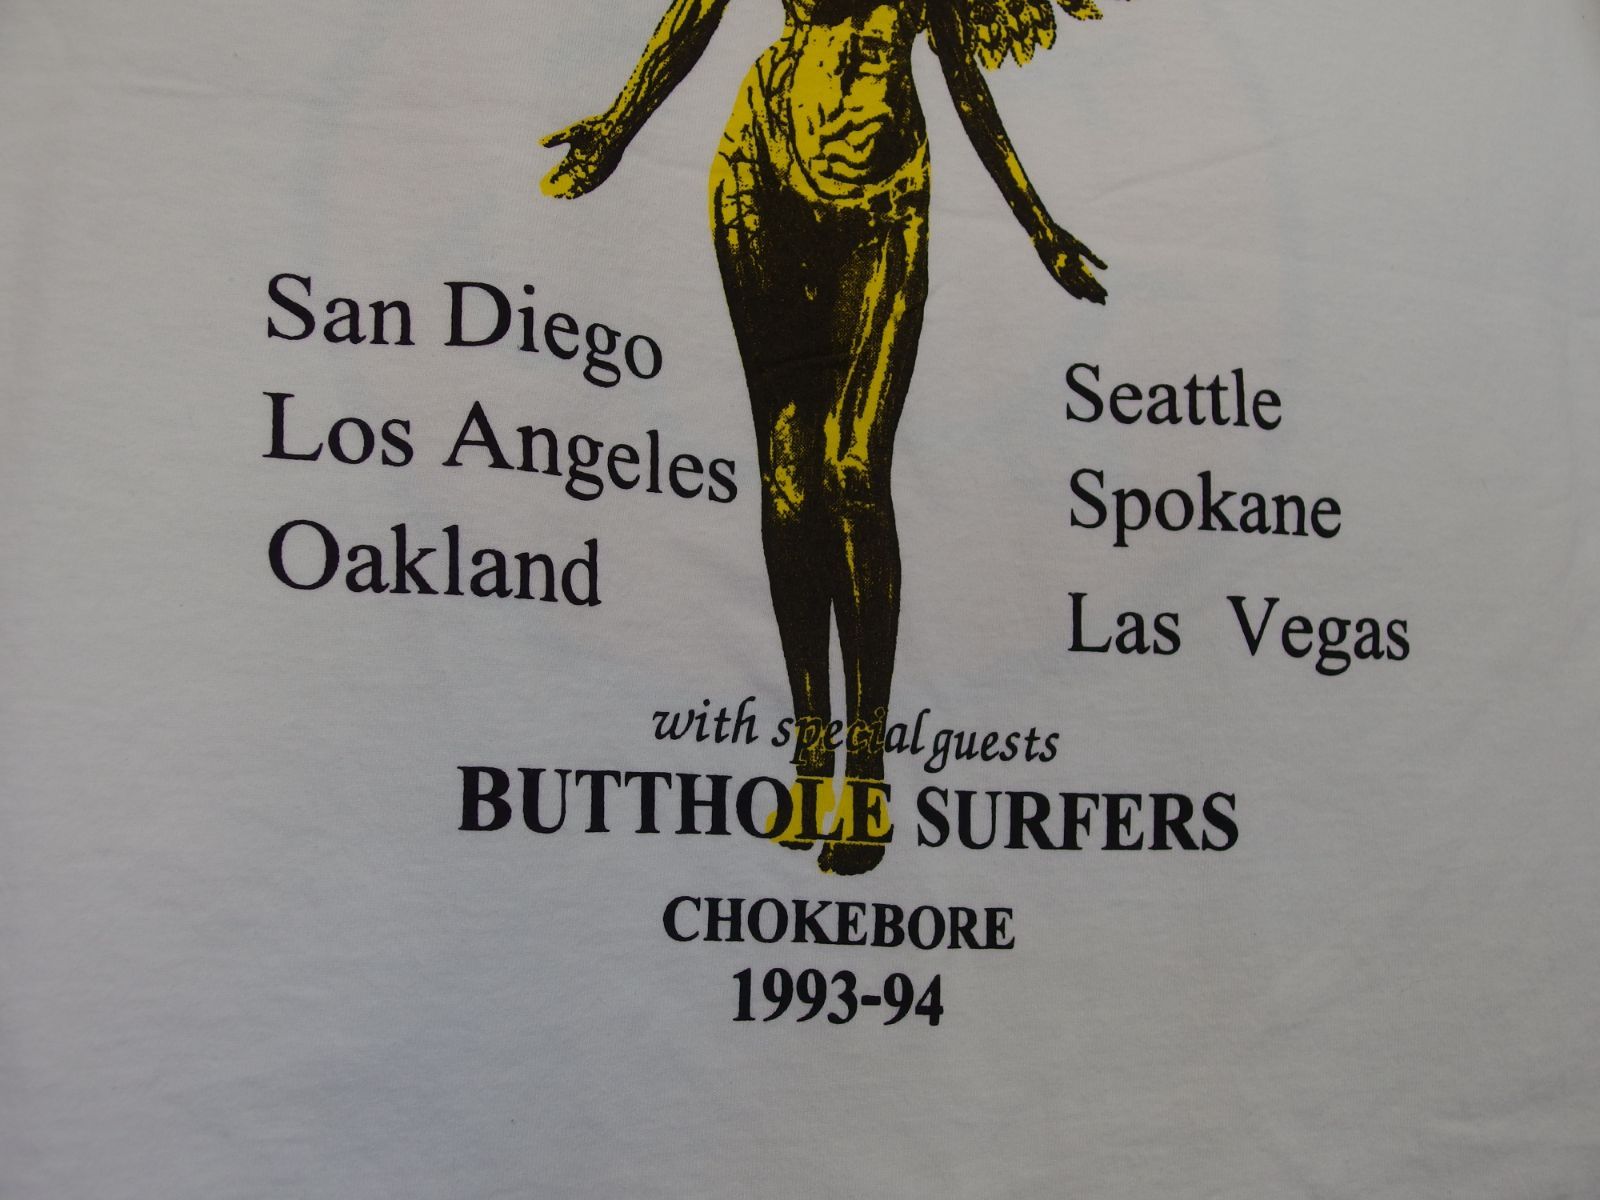 San Diego
Los Angeles
Oakland
Seattle
Spokane
Las Vegas
with special guests
BUTTHOLE SURFERS
CHOKEBORE
1993-94